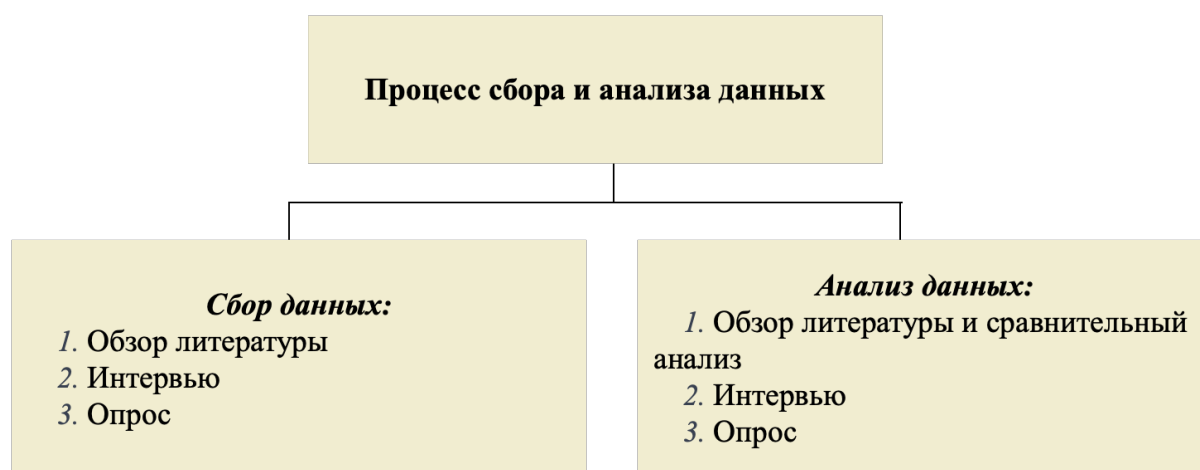 Процесс сбора и анализа данных
Сбор данных:
1. Обзор литературы
2. Интервью
3. Опрос
Анализ данных:
1. Обзор литературы и сравнительный
анализ
2. Интервью
3. Опрос